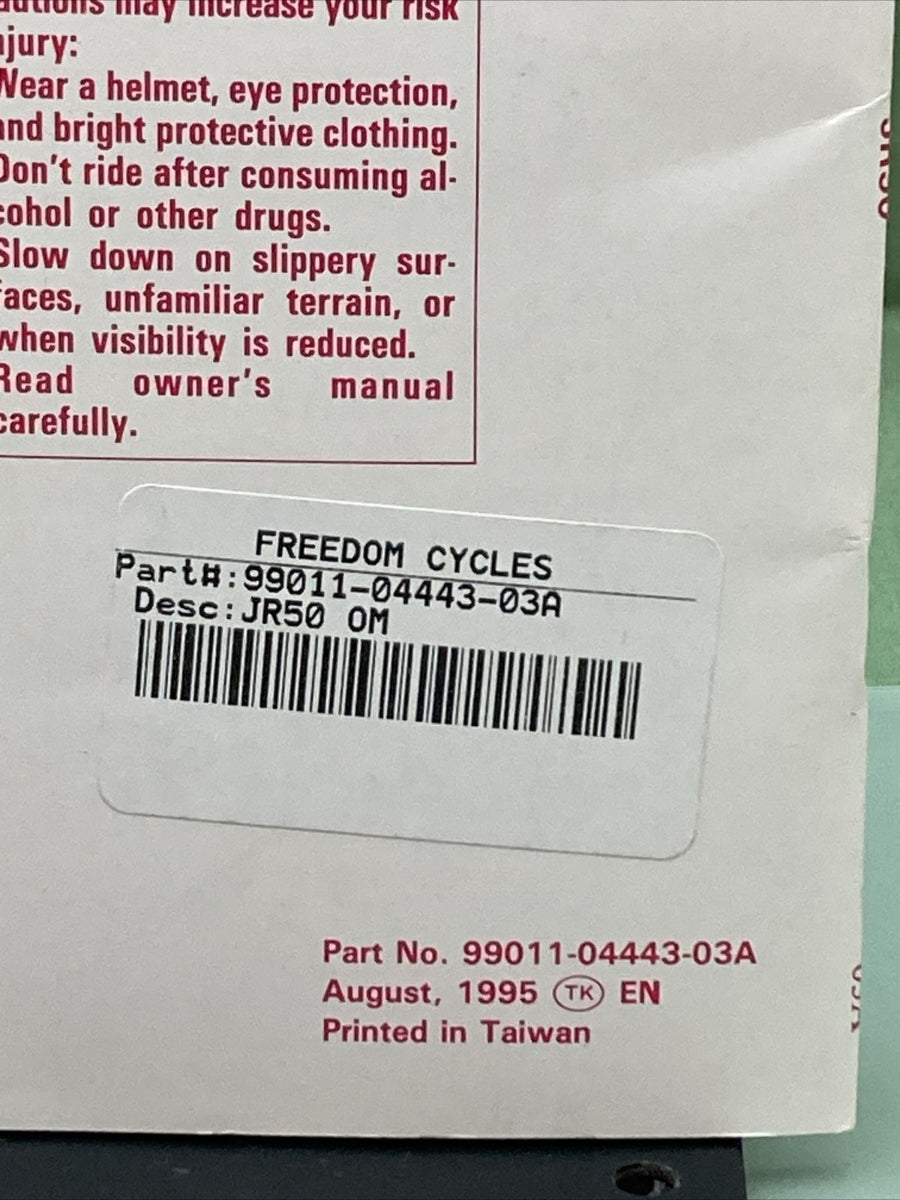 may increase your risk
jury:
Wear a helmet, eye protection,
and bright protective clothing.
Don't ride after consuming al-
cohol or other drugs.
Slow down on slippery sur-
faces, unfamiliar terrain, or
when visibility is reduced.
Read owner's manual
carefully.
FREEDOM CYCLES
Part#:99011-04443-03A
Desc:JR50 OM
Part No. 99011-04443-03A
August, 1995 TK EN
Printed in Taiwan